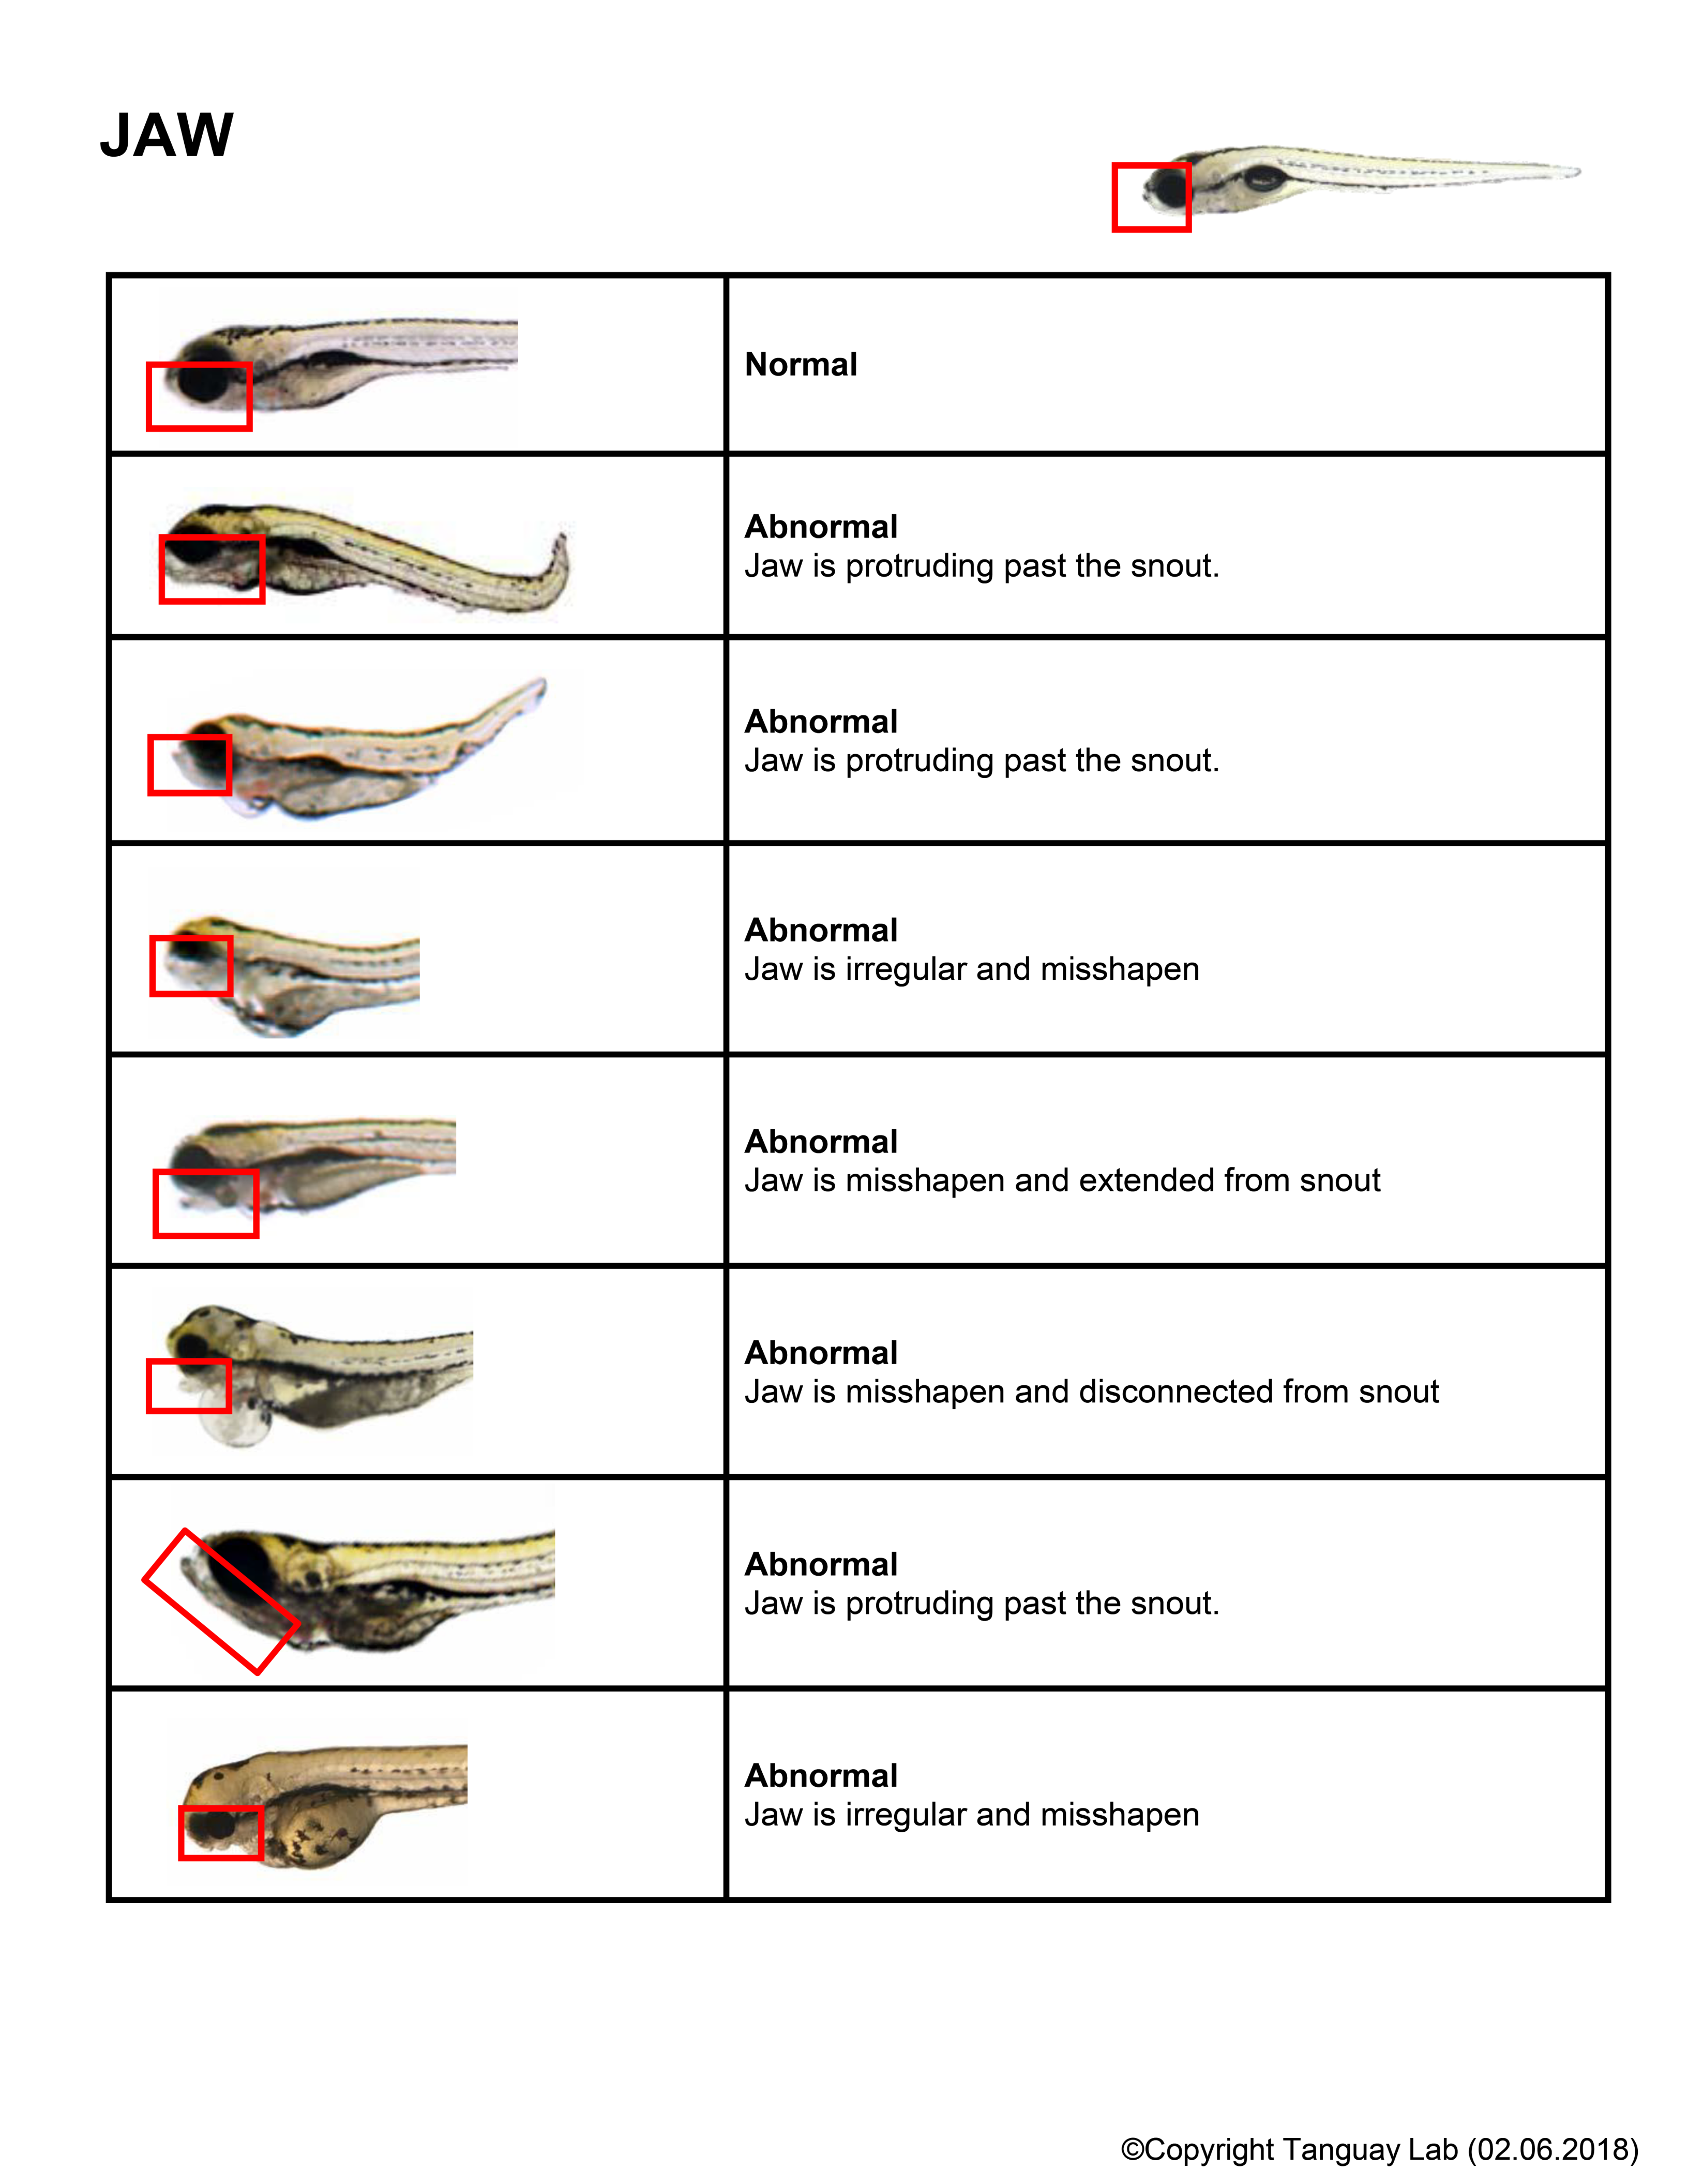 JAW
Normal
Abnormal
Jaw is protruding past the snout.
Abnormal
Jaw is protruding past the snout.
Abnormal
Jaw is irregular and misshapen
Abnormal
Jaw is misshapen and extended from snout
Abnormal
Jaw is misshapen and disconnected from snout
Abnormal
Jaw is protruding past the snout.
Abnormal
Jaw is irregular and misshapen
©Copyright Tanguay Lab (02.06.2018)